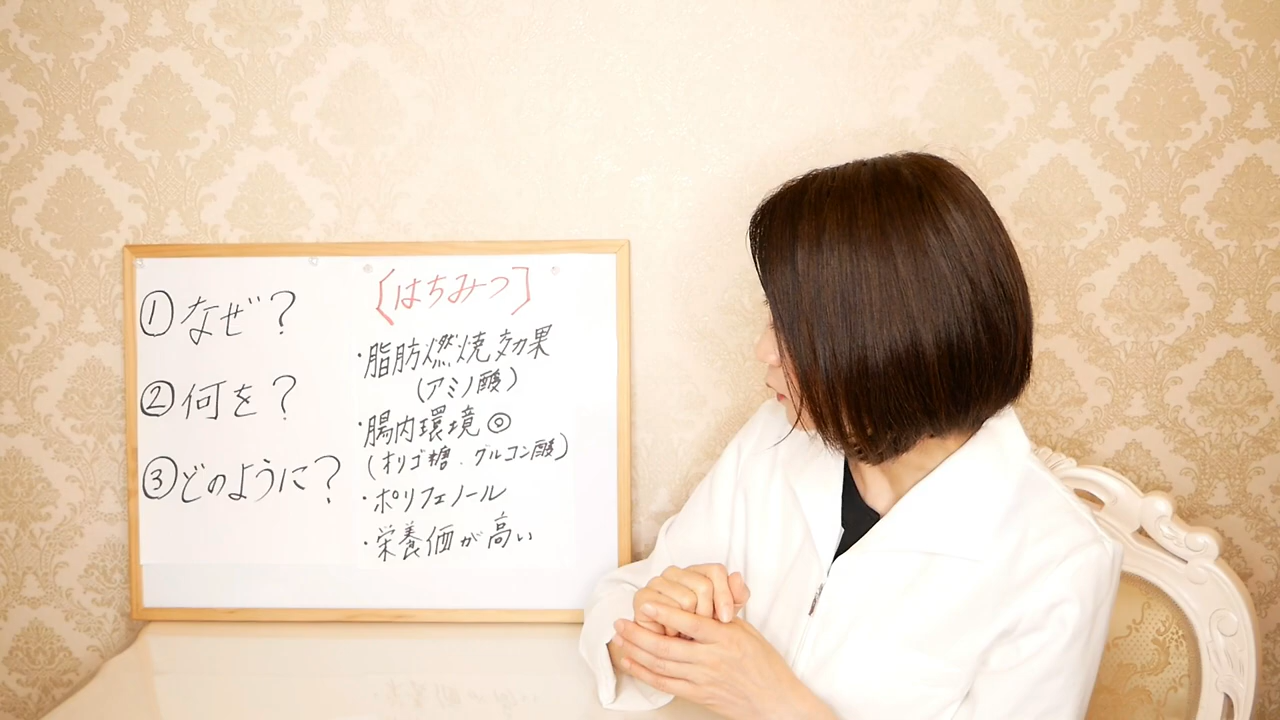 ① なぜ?
② 何を?
③ どのように?
[はちみつ]
・脂肪燃焼効果
(アミノ酸)
・腸内環境◎
(オリゴ糖.グルコン酸)
・ポリフェノール
・栄養価が高い